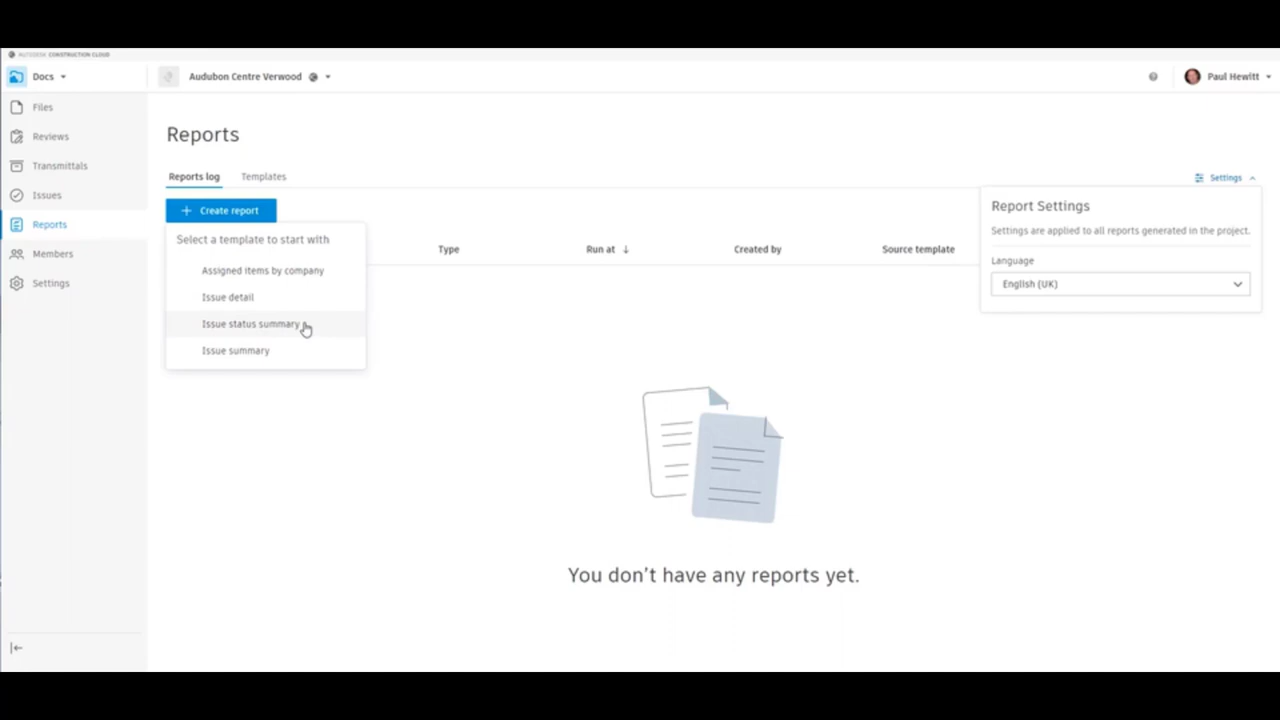 AUTODESK CONSTRUCTION CLOUD
Docs
Audubon Centre Verwood
Paul Hewitt
Files
Reviews
Transmittals
Issues
Reports
Members
Settings
Reports
Reports log
Templates
Settings
Create report
Select a template to start with
Assigned items by company
Issue detail
Issue status summary
Issue summary
Type
Run at
Created by
Source template
Report Settings
Settings are applied to all reports generated in the project.
Language
English (UK)
You don't have any reports yet.